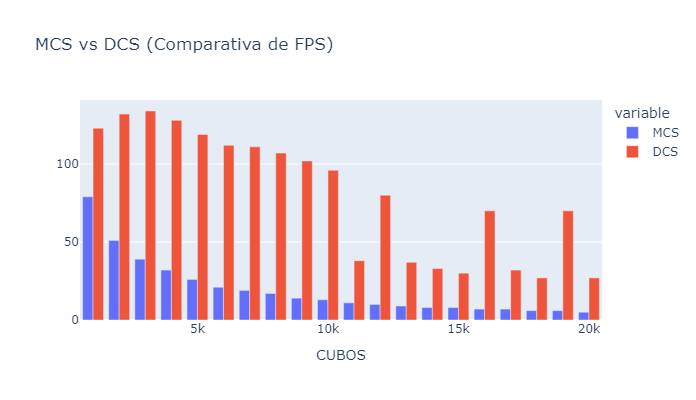 MCS vs DCS (Comparativa de FPS)
variable
MCS
DCS
100
50
0
5k
10k
15k
20k
CUBOS